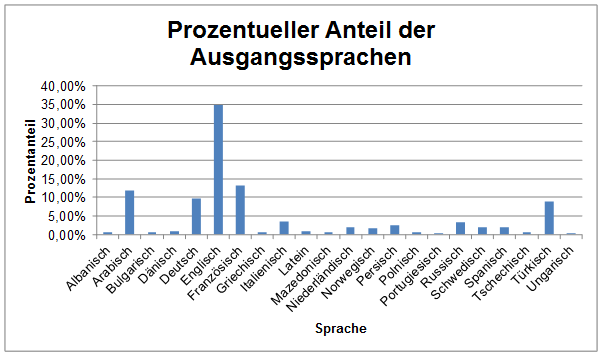 Prozentueller Anteil der
Ausgangssprachen
40,00%
35,00%
30,00%
25,00%
20,00%
15,00%
10,00%
5,00%
0,00%
Prozentanteil
Albanisch
Arabisch
Bulgarisch
Dänisch
Deutsch
Englisch
Französisch
Griechisch
Italienisch
Latein
Mazedonisch
Niederländisch
Norwegisch
Persisch
Polnisch
Portugiesisch
Russisch
Schwedisch
Spanisch
Tschechisch
Türkisch
Ungarisch
Sprache